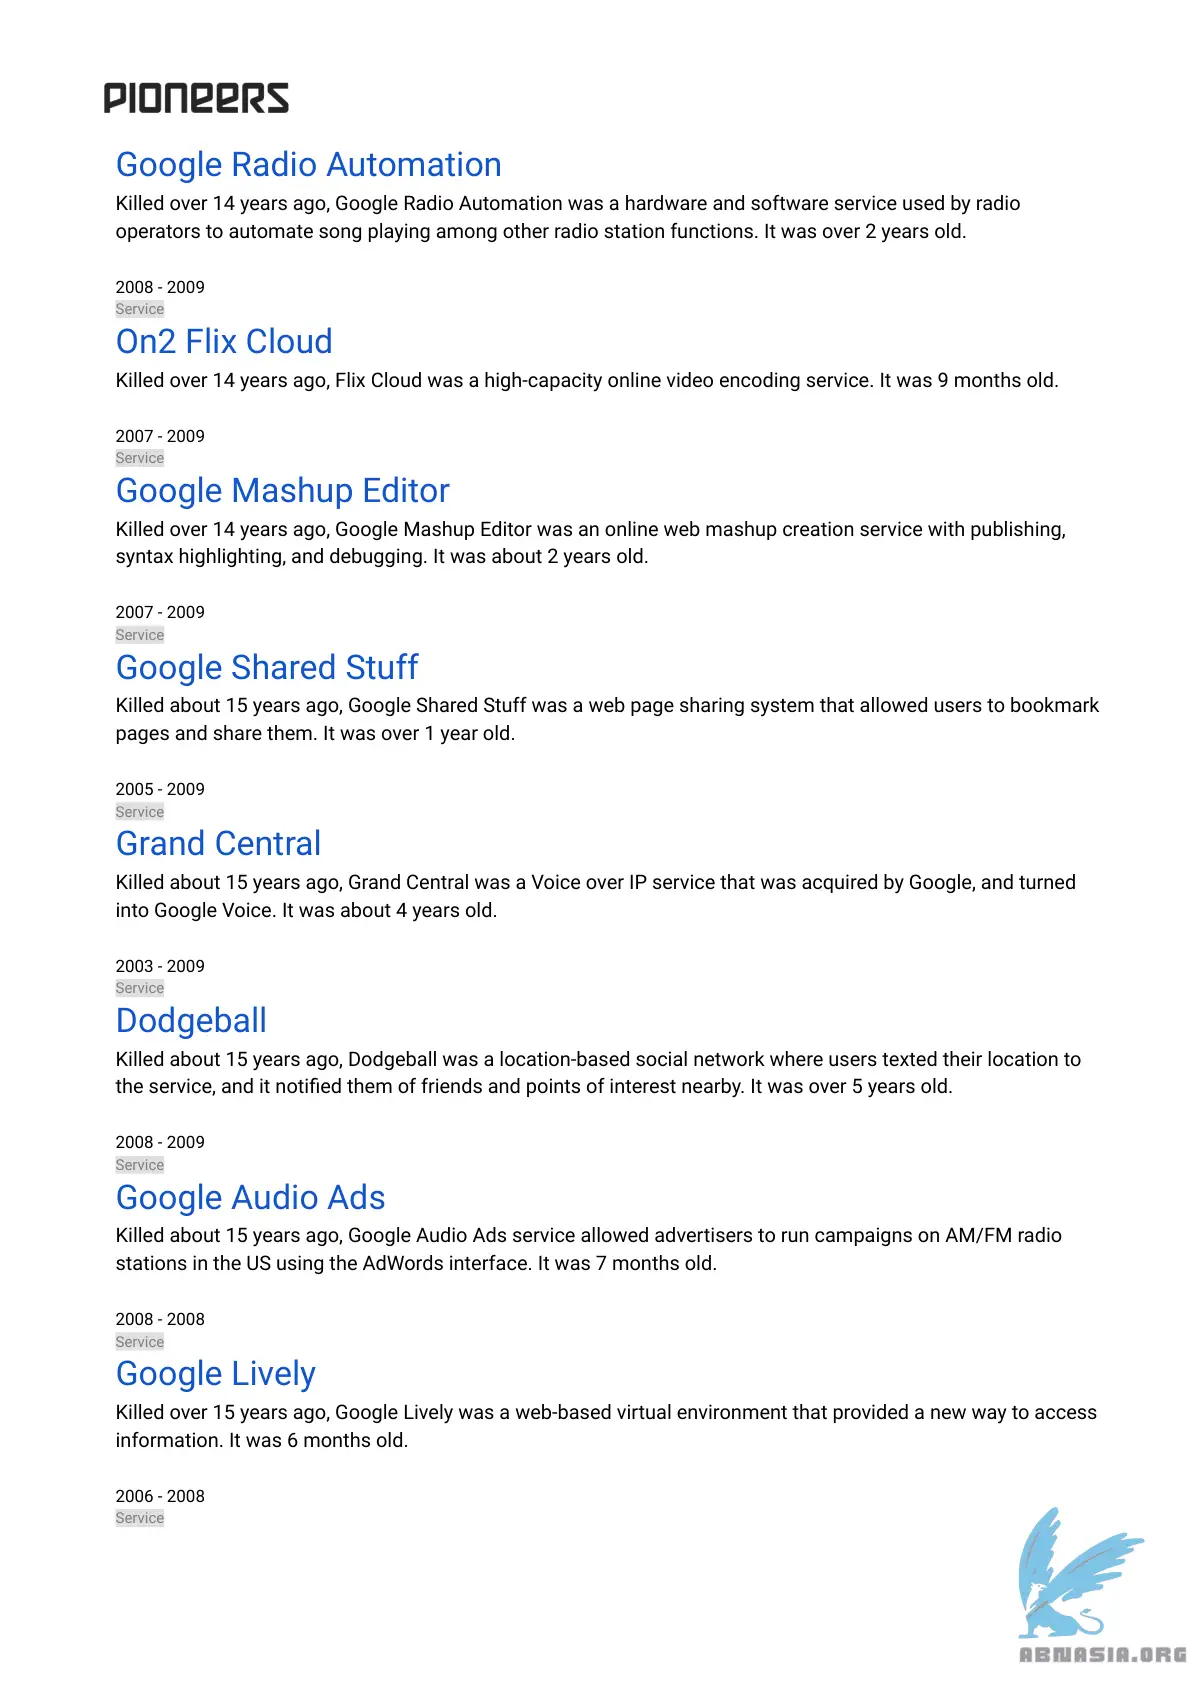 PIONEERS
Google Radio Automation
Killed over 14 years ago, Google Radio Automation was a hardware and software service used by radio
operators to automate song playing among other radio station functions. It was over 2 years old.
2008 - 2009
Service
On2 Flix Cloud
Killed over 14 years ago, Flix Cloud was a high-capacity online video encoding service. It was 9 months old.
2007 - 2009
Service
Google Mashup Editor
Killed over 14 years ago, Google Mashup Editor was an online web mashup creation service with publishing,
syntax highlighting, and debugging. It was about 2 years old.
2007 - 2009
Service
Google Shared Stuff
Killed about 15 years ago, Google Shared Stuff was a web page sharing system that allowed users to bookmark
pages and share them. It was over 1 year old.
2005 - 2009
Service
Grand Central
Killed about 15 years ago, Grand Central was a Voice over IP service that was acquired by Google, and turned
into Google Voice. It was about 4 years old.
2003 - 2009
Service
Dodgeball
Killed about 15 years ago, Dodgeball was a location-based social network where users texted their location to
the service, and it notified them of friends and points of interest nearby. It was over 5 years old.
2008 - 2009
Service
Google Audio Ads
Killed about 15 years ago, Google Audio Ads service allowed advertisers to run campaigns on AM/FM radio
stations in the US using the AdWords interface. It was 7 months old.
2008 - 2008
Service
Google Lively
Killed over 15 years ago, Google Lively was a web-based virtual environment that provided a new way to access
information. It was 6 months old.
2006 - 2008
Service
ABNASIA.ORG